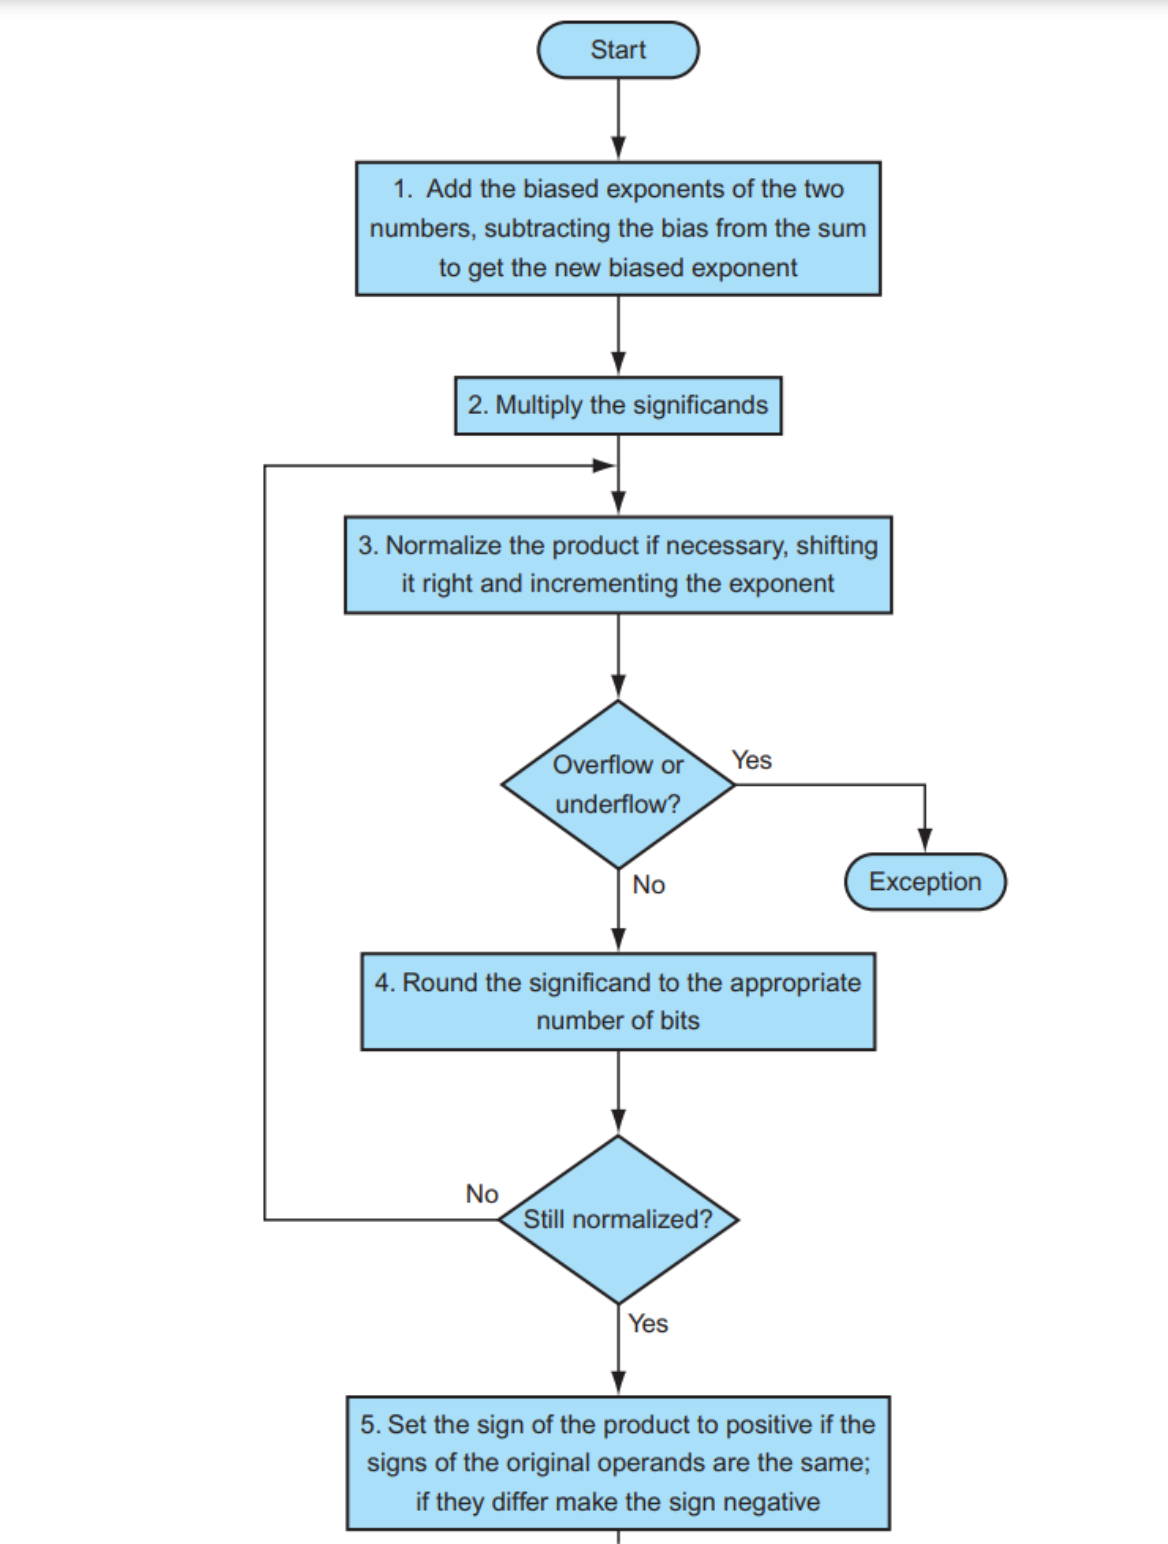 Start
1. Add the biased exponents of the two
numbers, subtracting the bias from the sum
to get the new biased exponent
2. Multiply the significands
3. Normalize the product if necessary, shifting
it right and incrementing the exponent
Overflow or
underflow?
Yes
No
Exception
4. Round the significand to the appropriate
number of bits
No
Still normalized?
Yes
5. Set the sign of the product to positive if the
signs of the original operands are the same;
if they differ make the sign negative